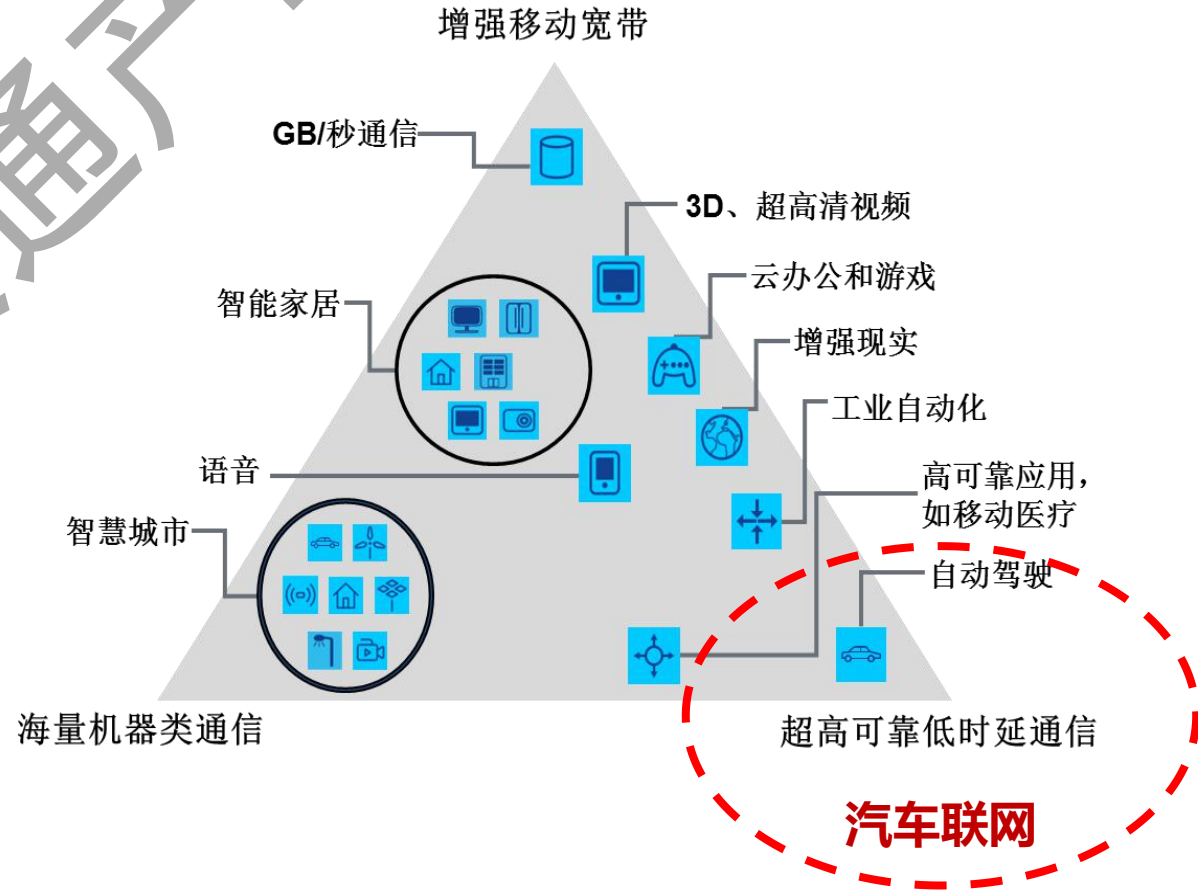 增强移动宽带
GB/秒通信
3D、超高清视频
云办公和游戏
智能家居
增强现实
工业自动化
语音
高可靠应用，
如移动医疗
智慧城市
自动驾驶
海量机器类通信
超高可靠低时延通信
汽车联网
通产